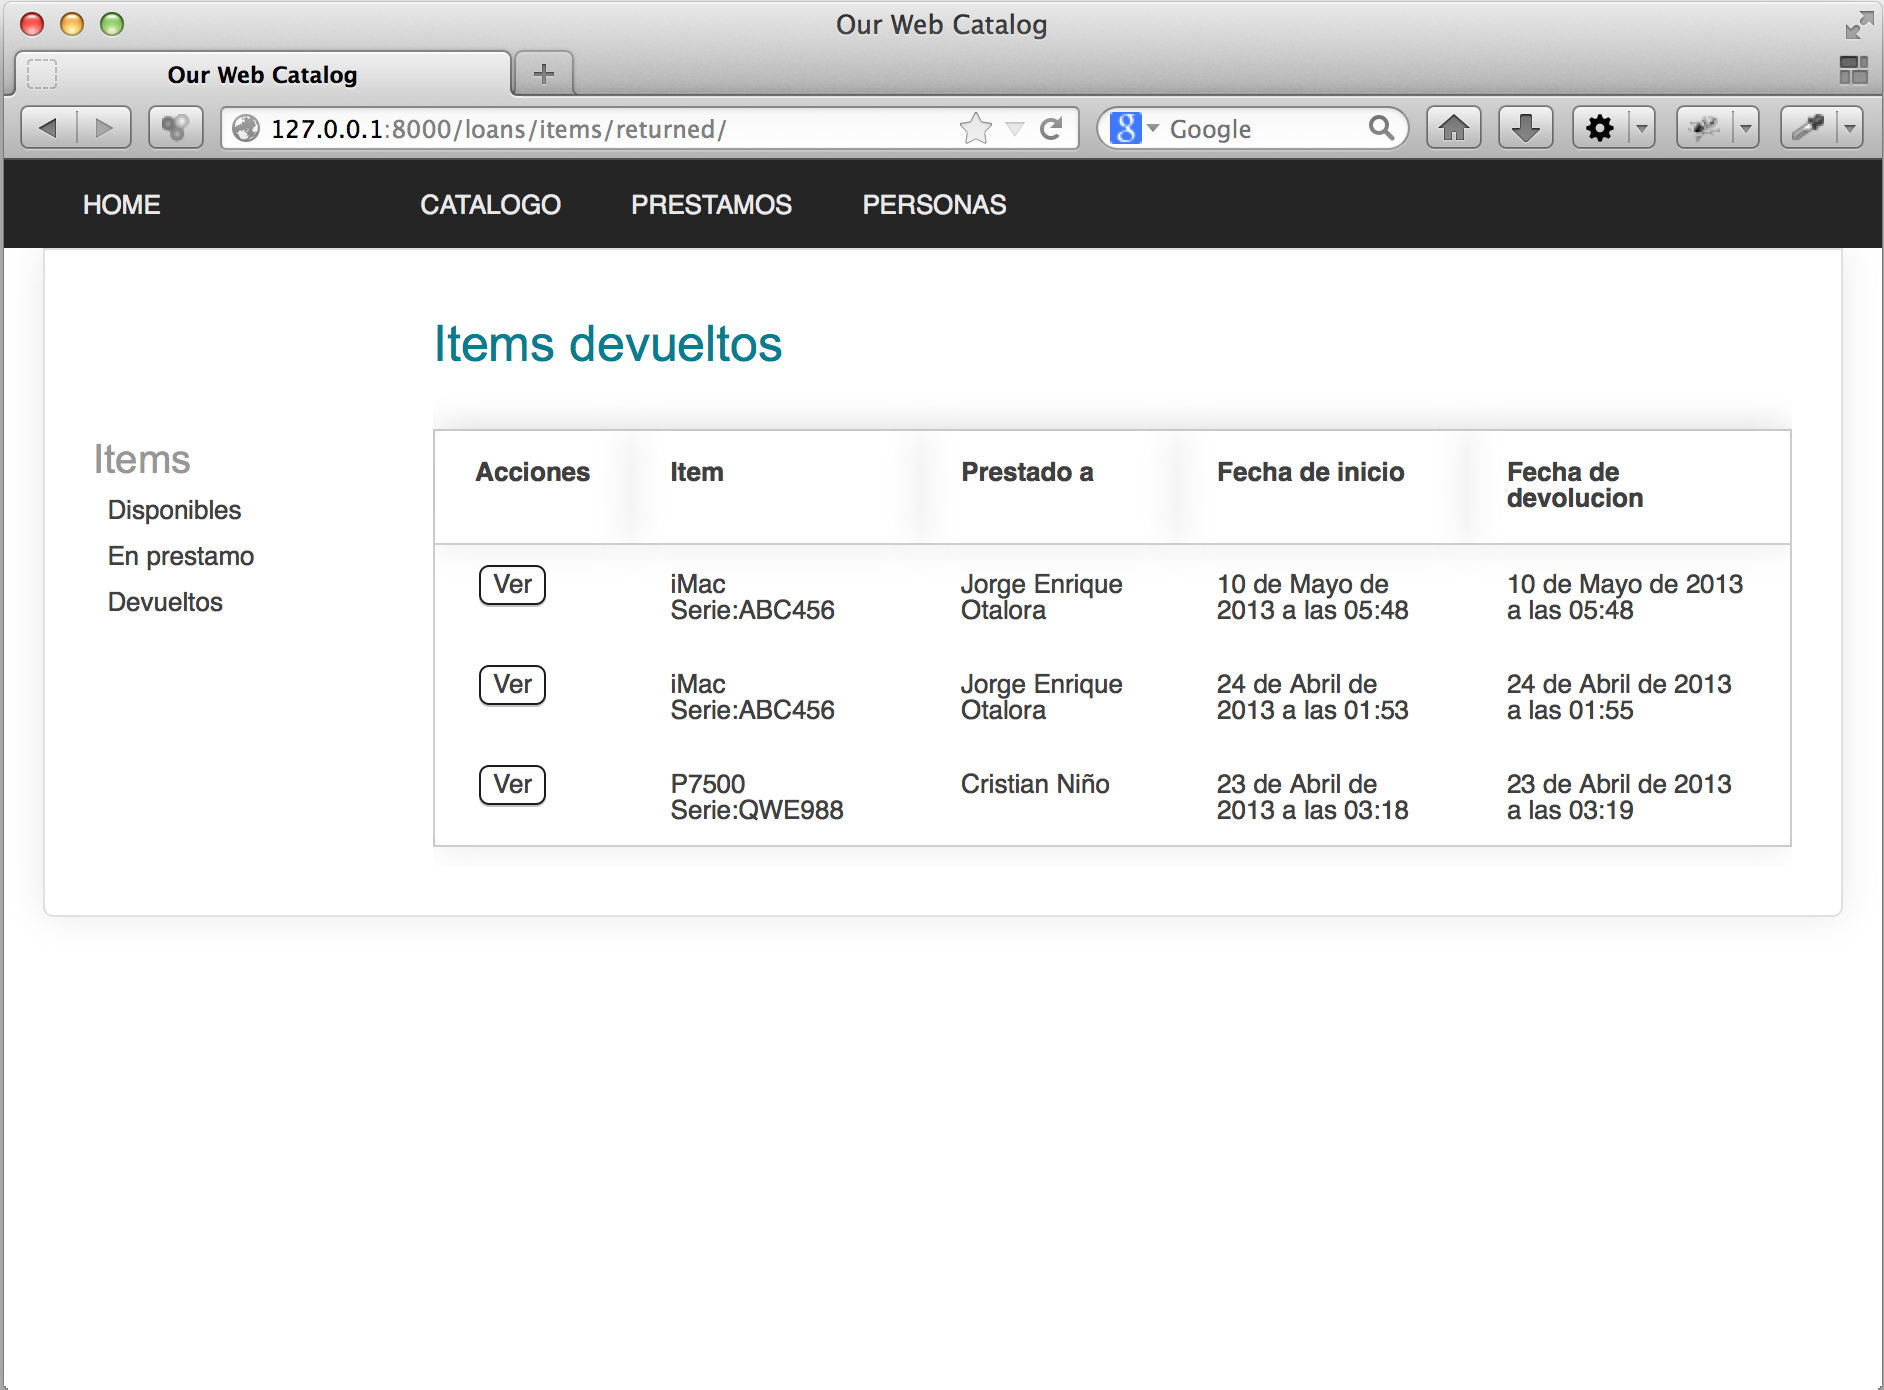 Our Web Catalog
Our Web Catalog
127.0.0.1:8000/loans/items/returned/
Google
HOME CATALOGO PRESTAMOS PERSONAS
Items devueltos
Items
Disponibles
En prestamo
Devueltos
Acciones Item Prestado a Fecha de inicio Fecha de
devolucion
Ver iMac Jorge Enrique 10 de Mayo de 10 de Mayo de 2013
Serie:ABC456 Otalora 2013 a las 05:48 a las 05:48
Ver iMac Jorge Enrique 24 de Abril de 24 de Abril de 2013
Serie:ABC456 Otalora 2013 a las 01:53 a las 01:55
Ver P7500 Cristian Niño 23 de Abril de 23 de Abril de 2013
Serie:QWE988 2013 a las 03:18 a las 03:19